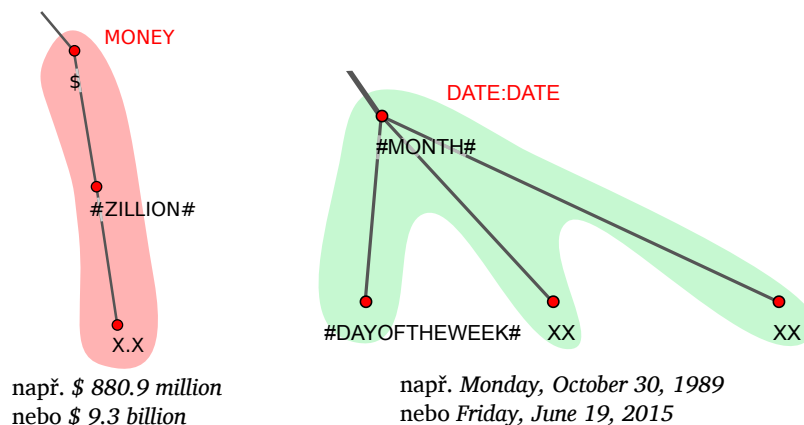 MONEY
$
#ZILLION#
X.X
např. $ 880.9 million
nebo $ 9.3 billion
DATE:DATE
#MONTH#
#DAYOFTHEWEEK# XX XX
např. Monday, October 30, 1989
nebo Friday, June 19, 2015